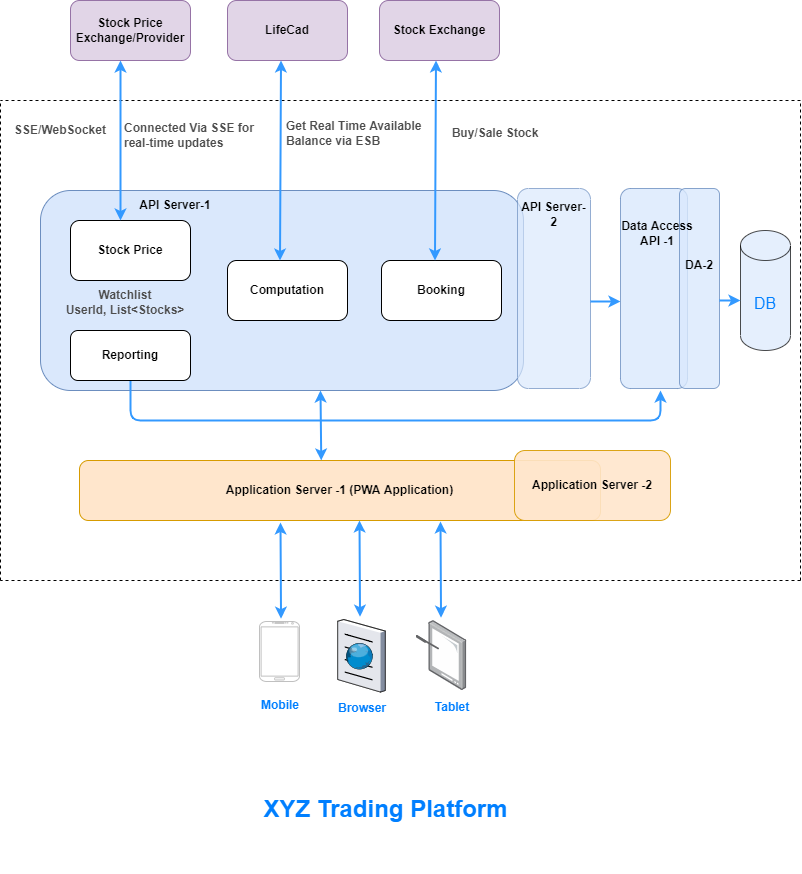 Stock Price
Exchange/Provider
LifeCad
Stock Exchange
SSE/WebSocket
Connected Via SSE for
real-time updates
Get Real Time Available
Balance via ESB
Buy/Sale Stock
API Server-1
API Server-
2
Data Access
API -1
DA-2
DB
Stock Price
Computation
Booking
Watchlist
UserId, List<Stocks>
Reporting
Application Server -1 (PWA Application)
Application Server -2
Mobile
Browser
Tablet
XYZ Trading Platform